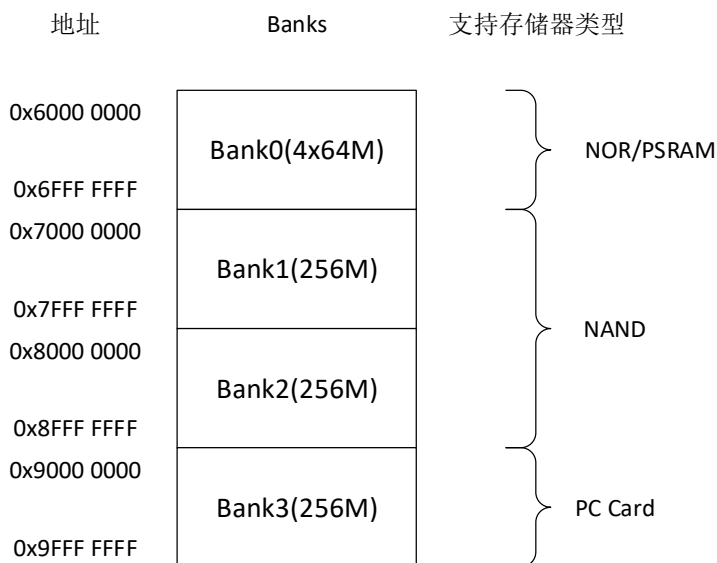 地址 Banks 支持存储器类型
0x6000 0000
Bank0(4x64M) NOR/PSRAM
0x6FFF FFFF
0x7000 0000
Bank1(256M)
0x7FFF FFFF
NAND
0x8000 0000
Bank2(256M)
0x8FFF FFFF
0x9000 0000
Bank3(256M) PC Card
0x9FFF FFFF